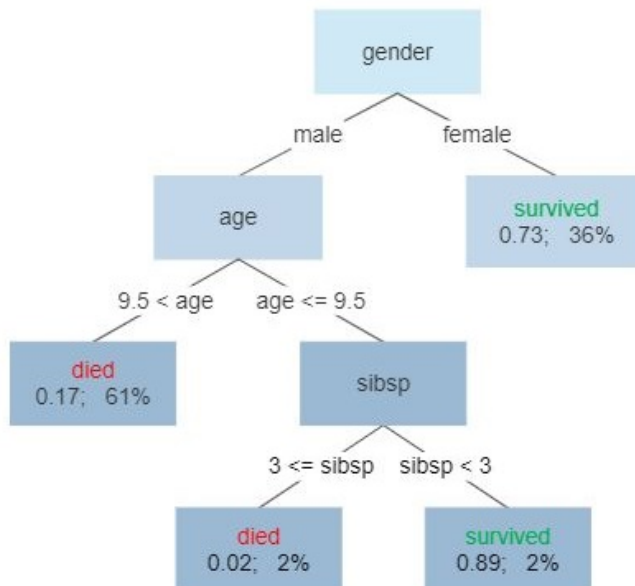 gender
male female
age
survived
0.73; 36%
9.5 < age age <= 9.5
died
0.17; 61%
sibsp
3 <= sibsp sibsp < 3
died
0.02; 2%
survived
0.89; 2%